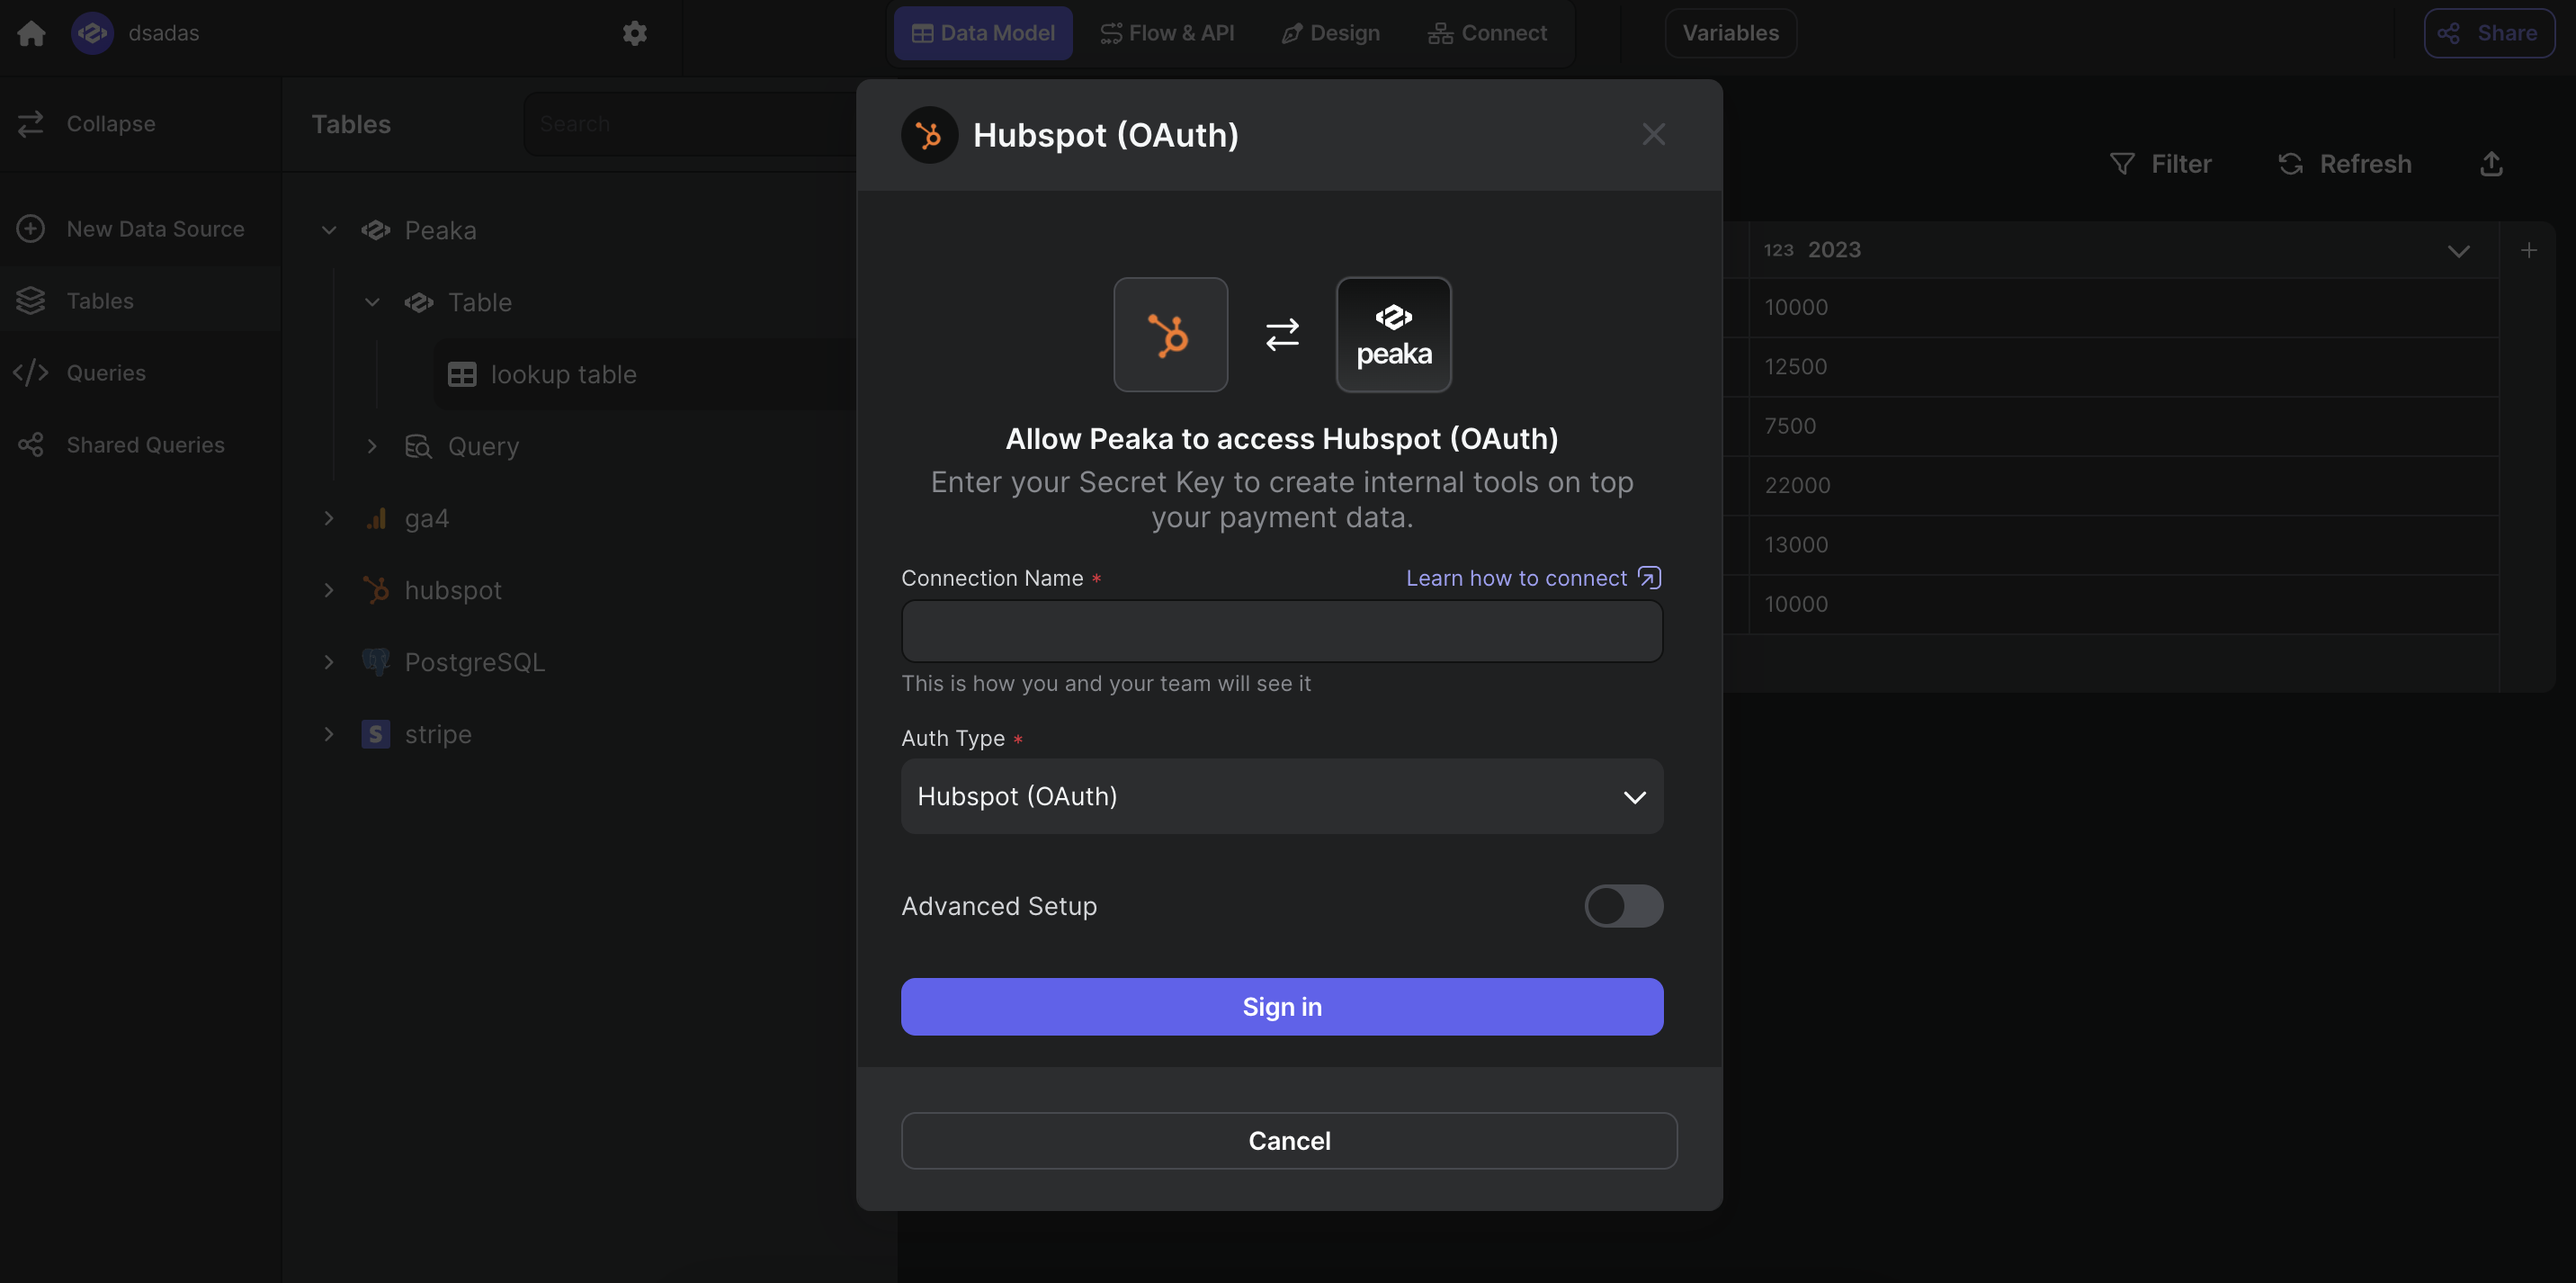 dsadas
Data Model
Flow & API
Design
Connect
Variables
Share
Collapse
New Data Source
Tables
Queries
Shared Queries
Tables
Search
Peaka
Table
lookup table
Query
ga4
hubspot
PostgreSQL
S stripe
Filter
Refresh
123 2023
10000
12500
7500
22000
13000
10000
Hubspot (OAuth)
peaka
Allow Peaka to access Hubspot (OAuth)
Enter your Secret Key to create internal tools on top
your payment data.
Connection Name *
Learn how to connect
This is how you and your team will see it
Auth Type *
Hubspot (OAuth)
Advanced Setup
Sign in
Cancel